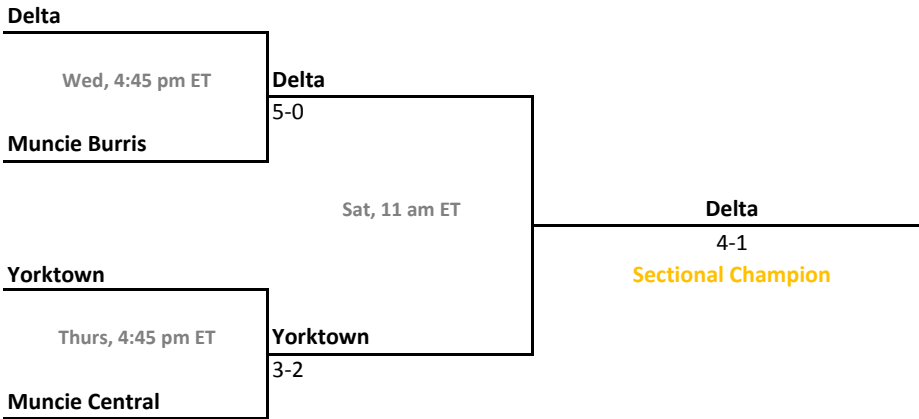 Delta
Wed, 4:45 pm ET
Delta
5-0
Muncie Burris
Sat, 11 am ET
Delta
4-1
Sectional Champion
Yorktown
Thurs, 4:45 pm ET
Yorktown
3-2
Muncie Central